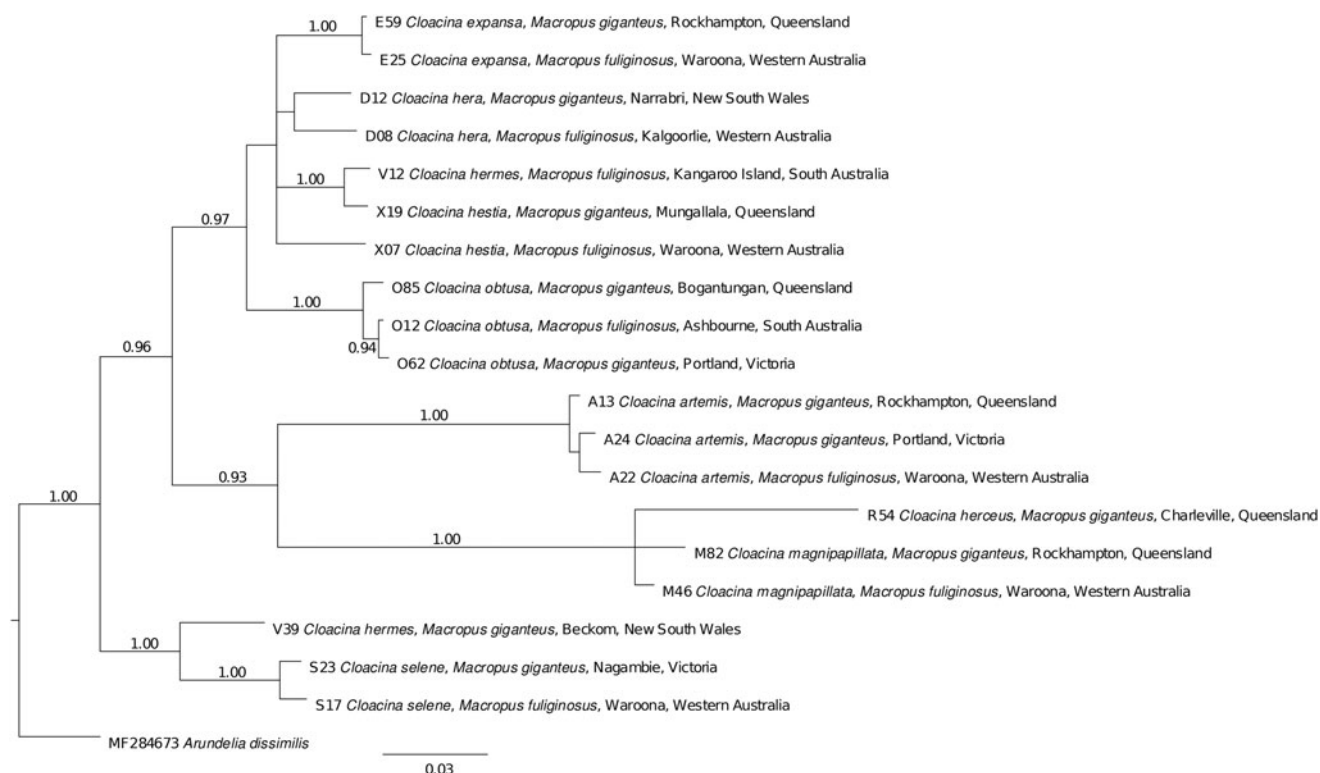 1.00
E59 Cloacina expansa, Macropus giganteus, Rockhampton, Queensland
E25 Cloacina expansa, Macropus fuliginosus, Waroona, Western Australia
D12 Cloacina hera, Macropus giganteus, Narrabri, New South Wales
D08 Cloacina hera, Macropus fuliginosus, Kalgoorlie, Western Australia
1.00
V12 Cloacina hermes, Macropus fuliginosus, Kangaroo Island, South Australia
X19 Cloacina hestia, Macropus giganteus, Mungallala, Queensland
0.97
X07 Cloacina hestia, Macropus fuliginosus, Waroona, Western Australia
1.00
O85 Cloacina obtusa, Macropus giganteus, Bogantungan, Queensland
O12 Cloacina obtusa, Macropus fuliginosus, Ashbourne, South Australia
0.96
0.94
O62 Cloacina obtusa, Macropus giganteus, Portland, Victoria
A13 Cloacina artemis, Macropus giganteus, Rockhampton, Queensland
1.00
A24 Cloacina artemis, Macropus giganteus, Portland, Victoria
0.93
A22 Cloacina artemis, Macropus fuliginosus, Waroona, Western Australia
1.00
R54 Cloacina herceus, Macropus giganteus, Charleville, Queensland
1.00
M82 Cloacina magnipapillata, Macropus giganteus, Rockhampton, Queensland
M46 Cloacina magnipapillata, Macropus fuliginosus, Waroona, Western Australia
V39 Cloacina hermes, Macropus giganteus, Beckom, New South Wales
1.00
1.00
S23 Cloacina selene, Macropus giganteus, Nagambie, Victoria
S17 Cloacina selene, Macropus fuliginosus, Waroona, Western Australia
MF284673 Arundelia dissimilis
0.03